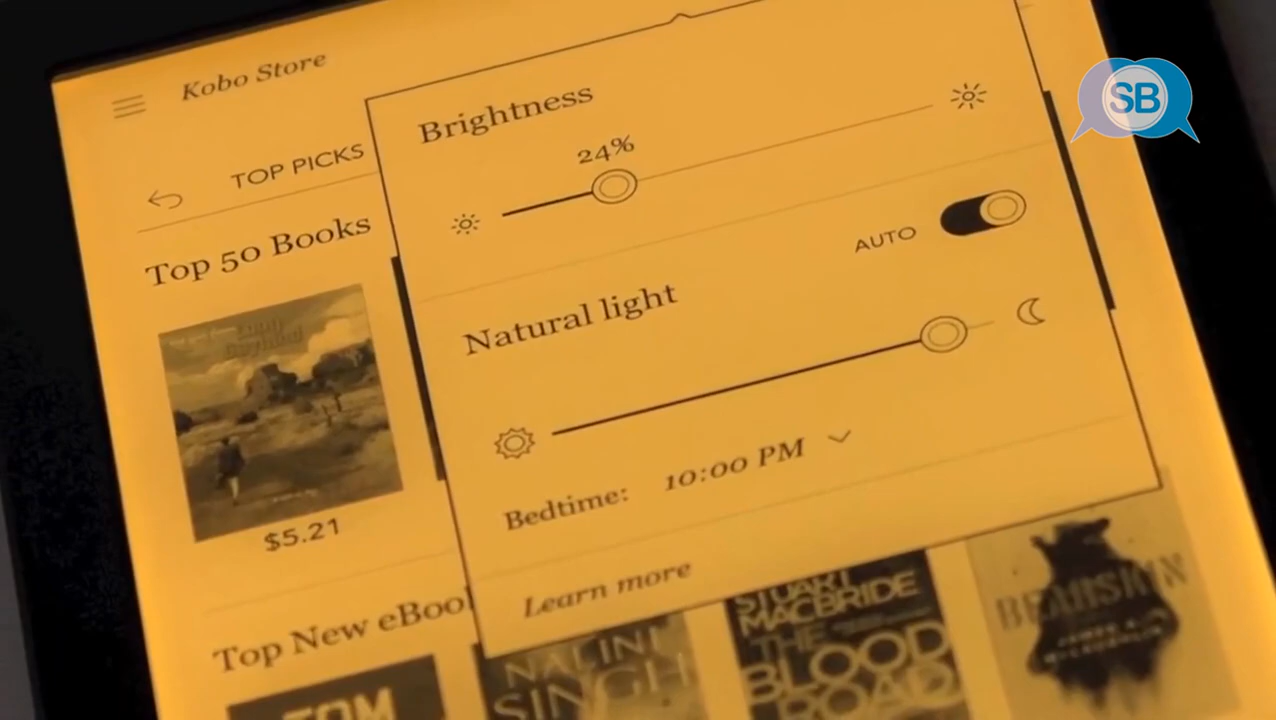 Kobo Store
SB
Brightness
24%
TOP PICKS
AUTO
Top 50 Books
Natural light
$5.21
Bedtime: 10:00 PM
Learn more
Top New eBoo
TOM
NALINI
SINGH
STUART
MACBRIDE
THE
BLOOD
ROAD